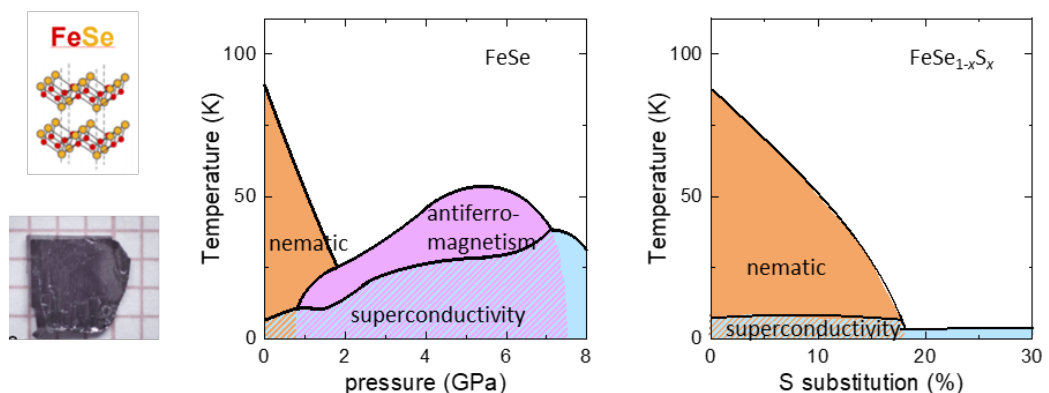 FeSe
100
50
0
Temperature (K)
FeSe
nematic
antiferro-
magnetism
superconductivity
0
2
4
6
8
pressure (GPa)
100
50
0
Temperature (K)
FeSe1-xSx
nematic
superconductivity
0
10
20
30
S substitution (%)